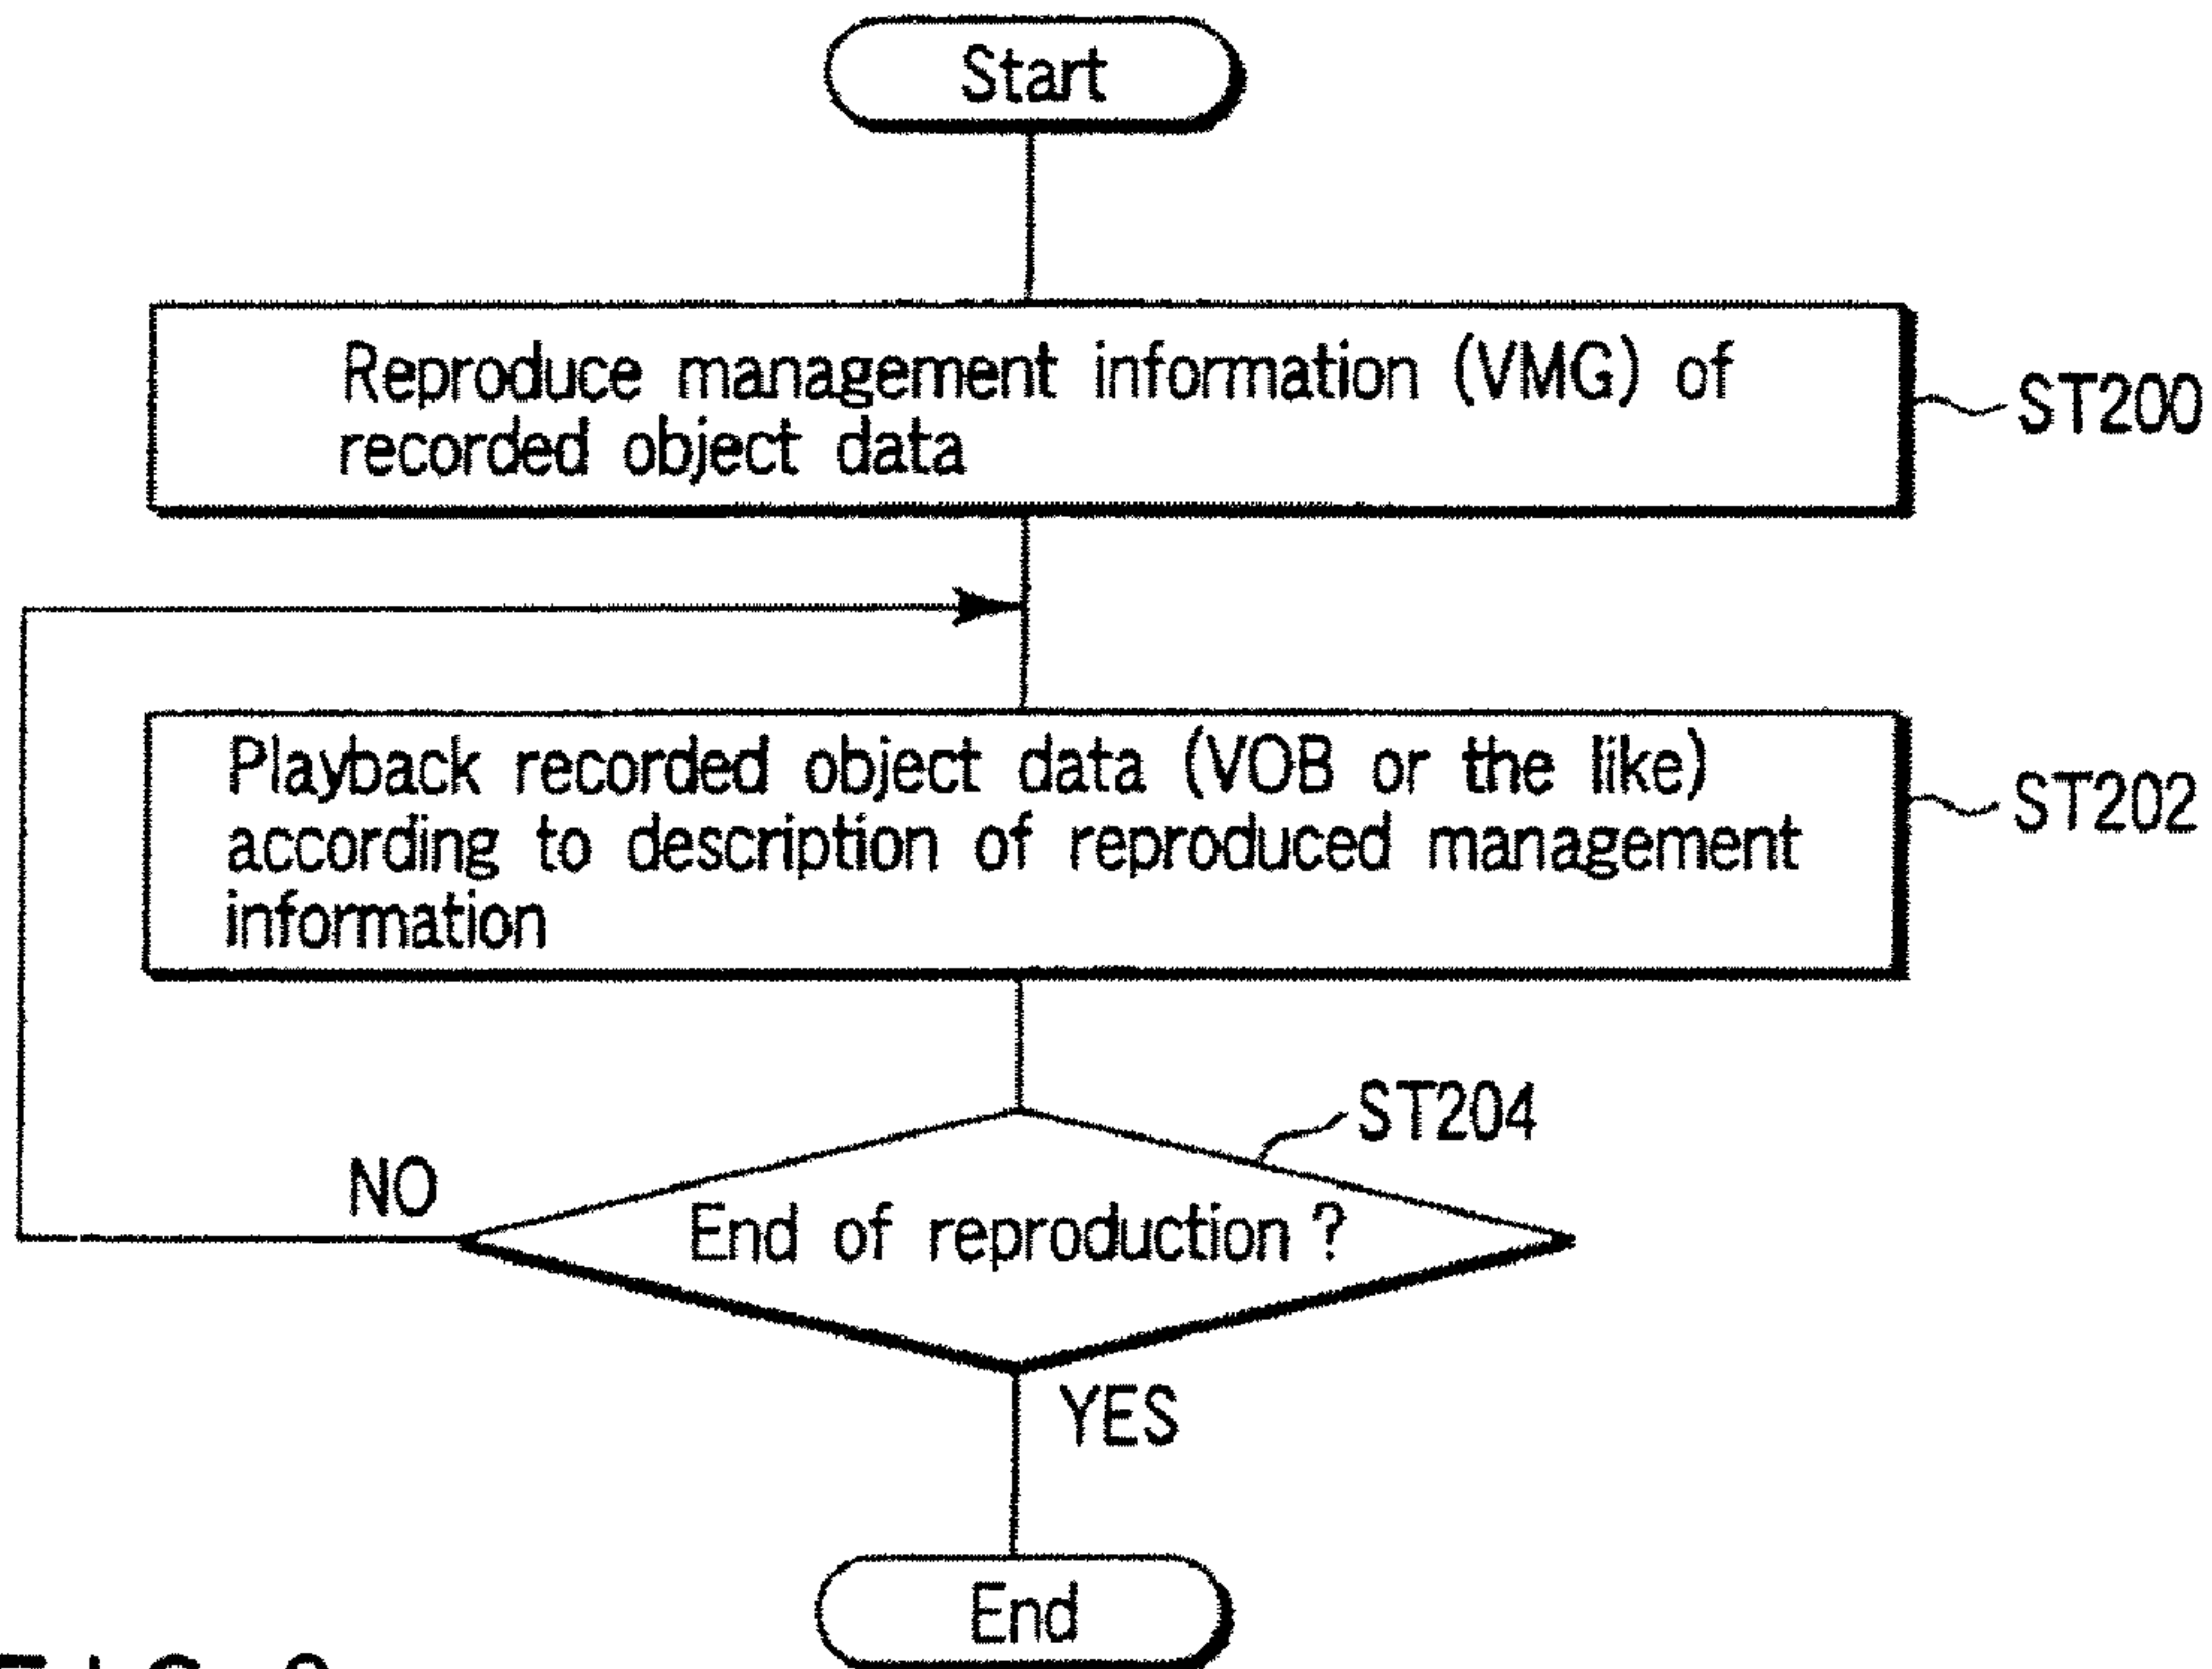 Start
Reproduce management information (VMG) of
recorded object data
ST200
Playback recorded object data (VOB or the like)
according to description of reproduced management
information
ST202
ST204
NO
End of reproduction ?
YES
End